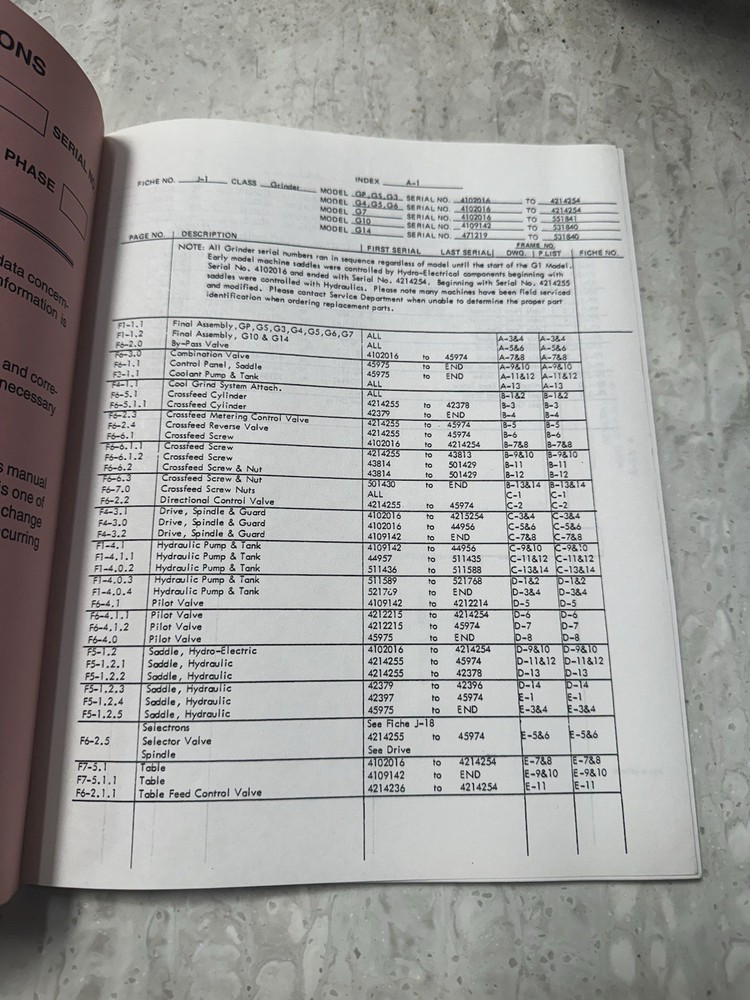 ONS
SERIAL N
PHASE
data concern-
nformation is
and corre-
necessary
s manual
is one of
change
ccurring
FICHE NO. J-1 CLASS Grinder INDEX A-1
MODEL GP,G5,G3 SERIAL NO. 4102016 TO 4214254
MODEL G4,G5,G6 SERIAL NO. 4102016 TO 4214254
MODEL G7 SERIAL NO. 4102016 TO 551841
MODEL G10 SERIAL NO. 4109142 TO 531840
MODEL G14 SERIAL NO. 471219 TO 531840
PAGE NO. DESCRIPTION FIRST SERIAL LAST SERIAL FRAME NO. DWG. P.LIST FICHE NO.
NOTE: All Grinder serial numbers ran in sequence regardless of model until the start of the G1 Model.
Early model machine saddles were controlled by Hydro-Electrical components beginning with
Serial No. 4102016 and ended with Serial No. 4214254. Beginning with Serial No. 4214255
saddles were controlled with Hydraulics. Please note many machines have been field serviced
and modified. Please contact Service Department when unable to determine the proper part
identification when ordering replacement parts.
F1-1.1 Final Assembly, GP, G5, G3, G4, G5, G6, G7 ALL A-3&4 A-3&4
F1-1.2 Final Assembly, G10 & G14 ALL A-5&6 A-5&6
F6-2.0 By-Pass Valve 4102016 to 45974 A-7&8 A-7&8
F6-3.0 Combination Valve 45975 to END A-9&10 A-9&10
F6-1.1 Control Panel, Saddle 45975 to END A-11&12 A-11&12
F3-1.1 Coolant Pump & Tank ALL A-13 A-13
F4-1.1 Cool Grind System Attach. ALL B-1&2 B-1&2
F6-5.1 Crossfeed Cylinder 4214255 to 42378 B-3 B-3
F6-5.1.1 Crossfeed Cylinder 42379 to END B-4 B-4
F6-2.3 Crossfeed Metering Control Valve 4214255 to 45974 B-5 B-5
F6-2.4 Crossfeed Reverse Valve 4214255 to 45974 B-6 B-6
F6-6.1 Crossfeed Screw 4102016 to 4214254 B-7&8 B-7&8
F6-6.1.1 Crossfeed Screw 4214255 to 43813 B-9&10 B-9&10
F6-6.1.2 Crossfeed Screw 43814 to 501429 B-11 B-11
F6-6.2 Crossfeed Screw & Nut 43814 to 501429 B-12 B-12
F6-6.3 Crossfeed Screw & Nut 501430 to END B-13&14 B-13&14
F6-7.0 Crossfeed Screw Nuts ALL C-1 C-1
F6-2.2 Directional Control Valve 4214255 to 45974 C-2 C-2
F4-3.1 Drive, Spindle & Guard 4102016 to 4215254 C-3&4 C-3&4
F4-3.0 Drive, Spindle & Guard 4102016 to 44956 C-5&6 C-5&6
F4-3.2 Drive, Spindle & Guard 4109142 to END C-7&8 C-7&8
F1-4.1 Hydraulic Pump & Tank 4109142 to 44956 C-9&10 C-9&10
F1-4.1.1 Hydraulic Pump & Tank 44957 to 511435 C-11&12 C-11&12
F1-4.0.2 Hydraulic Pump & Tank 511436 to 511588 C-13&14 C-13&14
F1-4.0.3 Hydraulic Pump & Tank 511589 to 521768 D-1&2 D-1&2
F1-4.0.4 Hydraulic Pump & Tank 521769 to END D-3&4 D-3&4
F6-4.1 Pilot Valve 4109142 to 4212214 D-5 D-5
F6-4.1.1 Pilot Valve 4212215 to 4214254 D-6 D-6
F6-4.1.2 Pilot Valve 4212215 to 45974 D-7 D-7
F6-4.0 Pilot Valve 45975 to END D-8 D-8
F5-1.2 Saddle, Hydro-Electric 4102016 to 4214254 D-9&10 D-9&10
F5-1.2.1 Saddle, Hydraulic 4214255 to 45974 D-11&12 D-11&12
F5-1.2.2 Saddle, Hydraulic 4214255 to 42378 D-13 D-13
F5-1.2.3 Saddle, Hydraulic 42379 to 42396 D-14 D-14
F5-1.2.4 Saddle, Hydraulic 42397 to 45974 E-1 E-1
F5-1.2.5 Saddle, Hydraulic 45975 to END E-3&4 E-3&4
Selectrons See Fiche J-18
F6-2.5 Selector Valve 4214255 to 45974 E-5&6 E-5&6
Spindle See Drive
F7-5.1 Table 4102016 to 4214254 E-7&8 E-7&8
F7-5.1.1 Table 4109142 to END E-9&10 E-9&10
F6-2.1.1 Table Feed Control Valve 4214236 to 4214254 E-11 E-11